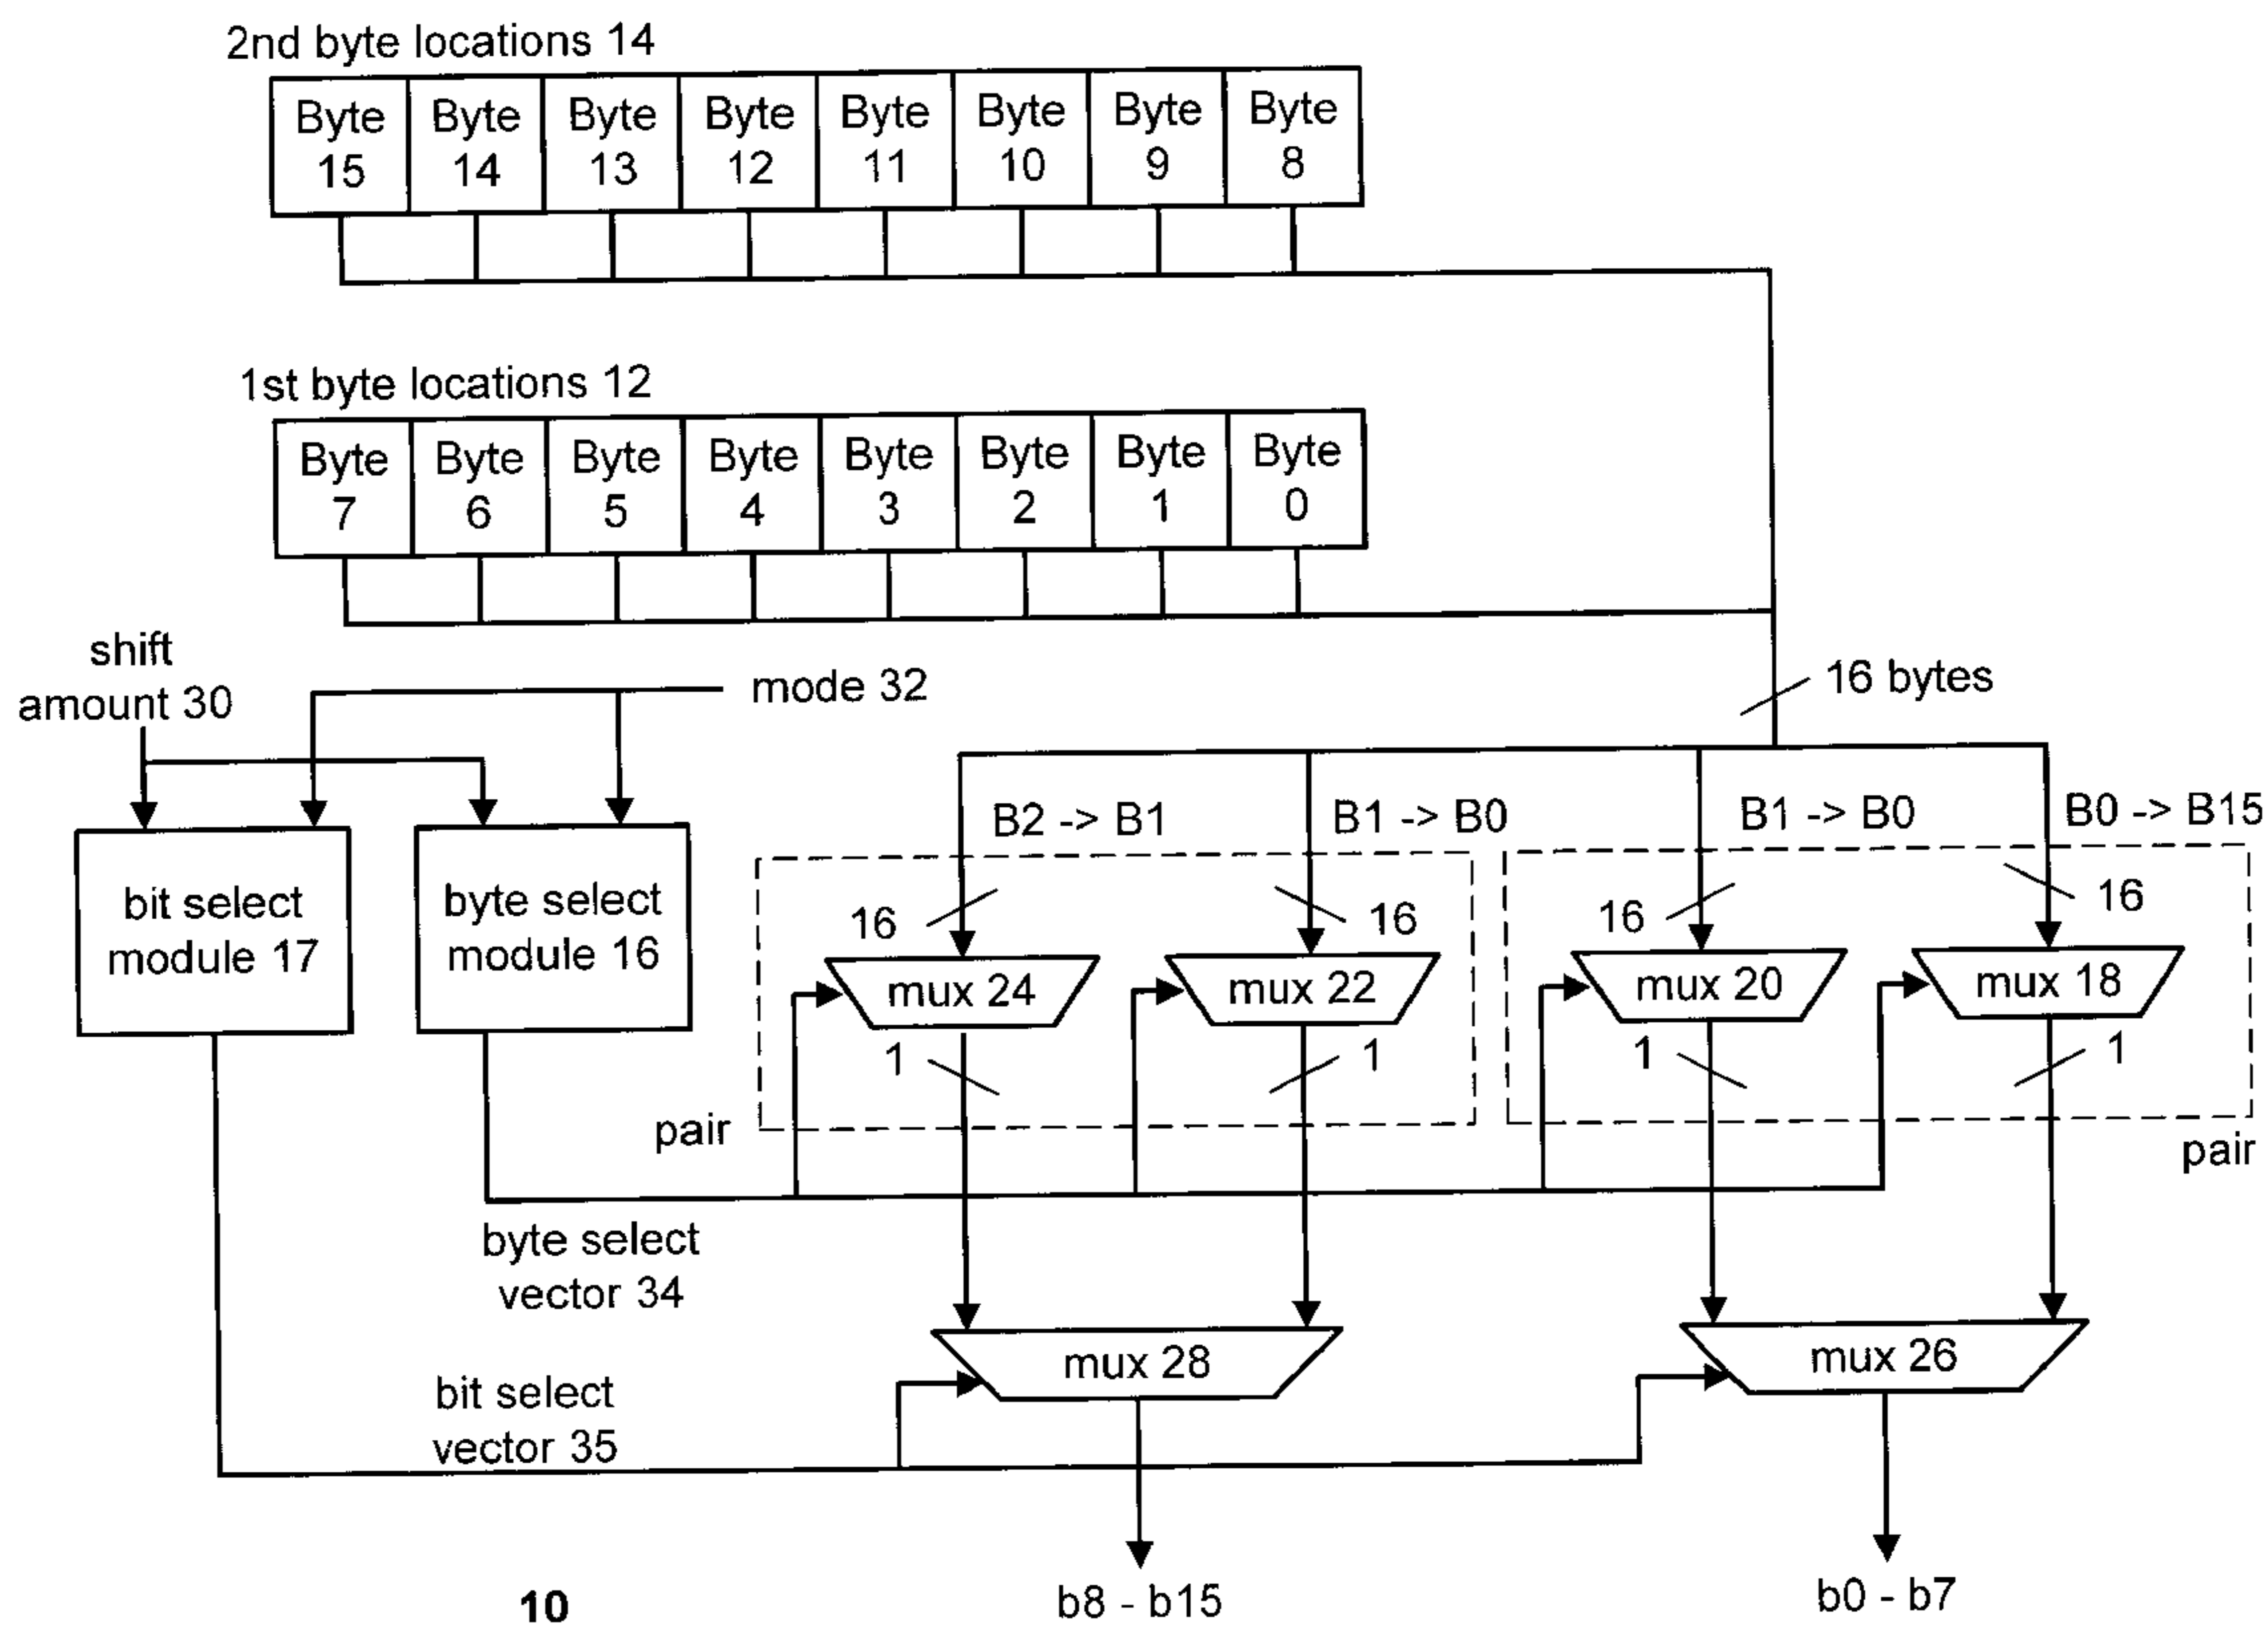 2nd byte locations 14
Byte Byte Byte Byte Byte Byte Byte Byte
15 14 13 12 11 10 9 8
1st byte locations 12
Byte Byte Byte Byte Byte Byte Byte Byte
7 6 5 4 3 2 1 0
shift
amount 30
mode 32
16 bytes
B2 -> B1
B1 -> B0
B1 -> B0
B0 -> B15
bit select
module 17
byte select
module 16
16
16
16
16
mux 24
mux 22
mux 20
mux 18
1
1
1
1
pair
pair
byte select
vector 34
mux 28
mux 26
bit select
vector 35
10
b8 - b15
b0 - b7